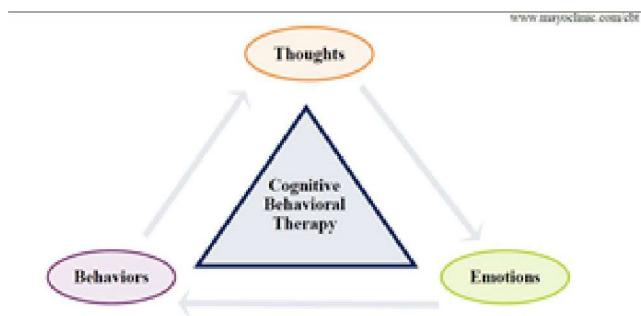 www.mayoclinic.com/cbt
Thoughts
Cognitive
Behavioral
Therapy
Behaviors
Emotions